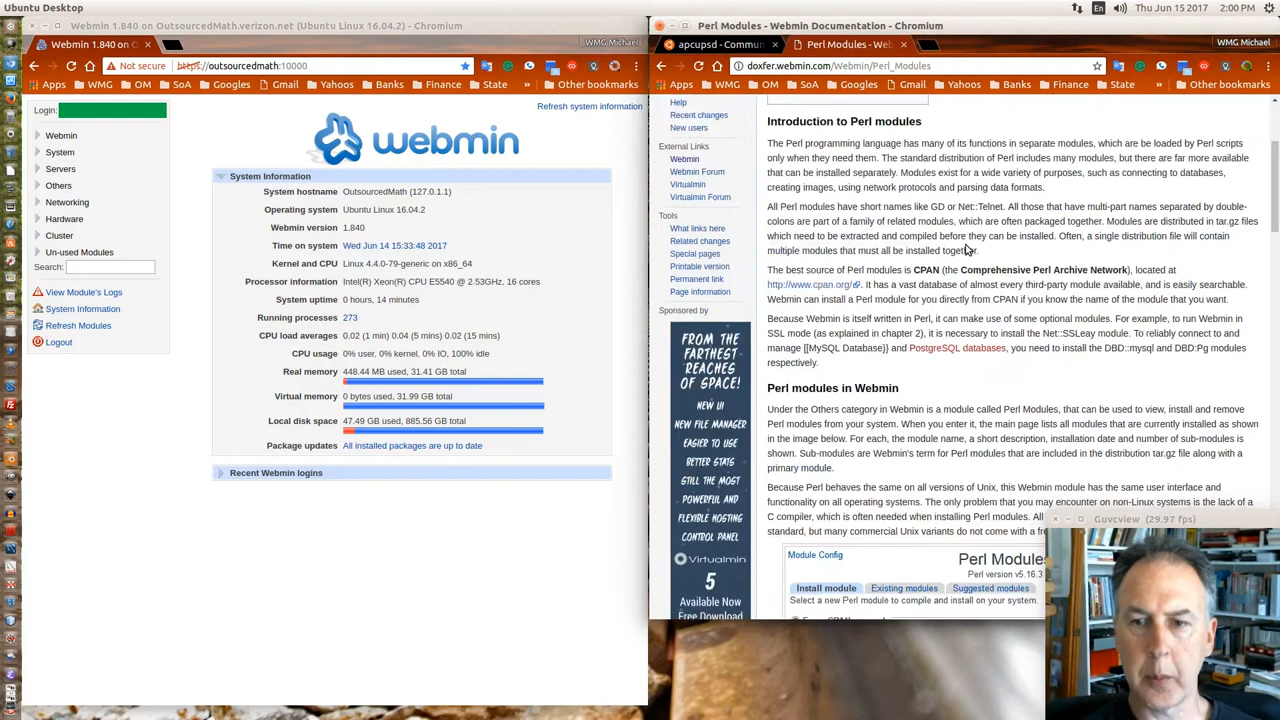 Ubuntu Desktop
En
Thu Jun 15 2017
2:00 PM
Webmin 1.840 on OutsourcedMath.verizon.net (Ubuntu Linux 16.04.2) - Chromium
Webmin 1.840 on O
WMG Michael
Not secure
https://outsourcedmath:10000
Apps
WMG
OM
SoA
Googles
Gmail
Yahoos
Banks
Finance
State
»
Other bookmarks
Login:
Webmin
System
Servers
Others
Networking
Hardware
Cluster
Un-used Modules
Search:
View Module's Logs
System Information
Refresh Modules
Logout
Refresh system information
webmin
System Information
System hostname OutsourcedMath (127.0.1.1)
Operating system Ubuntu Linux 16.04.2
Webmin version 1.840
Time on system Wed Jun 14 15:33:48 2017
Kernel and CPU Linux 4.4.0-79-generic on x86_64
Processor information Intel(R) Xeon(R) CPU E5540 @ 2.53GHz, 16 cores
System uptime 0 hours, 14 minutes
Running processes 273
CPU load averages 0.02 (1 min) 0.04 (5 mins) 0.02 (15 mins)
CPU usage 0% user, 0% kernel, 0% IO, 100% idle
Real memory 448.44 MB used, 31.41 GB total
Virtual memory 0 bytes used, 31.99 GB total
Local disk space 47.49 GB used, 885.56 GB total
Package updates All installed packages are up to date
Recent Webmin logins
Perl Modules - Webmin Documentation - Chromium
apcupsd - Commun
Perl Modules - Web
WMG Michael
doxfer.webmin.com/Webmin/Perl_Modules
Apps
WMG
OM
SoA
Googles
Gmail
Yahoos
Banks
Finance
State
»
Other bookmarks
Help
Recent changes
New users
External Links
Webmin
Webmin Forum
Virtualmin
Virtualmin Forum
Tools
What links here
Related changes
Special pages
Printable version
Permanent link
Page information
Sponsored by
FROM THE
FARTHEST
REACHES
OF SPACE!
NEW UI
NEW FILE MANAGER
EASIER TO USE
BETTER STATS
STILL THE MOST
POWERFUL AND
FLEXIBLE HOSTING
CONTROL PANEL
Virtualmin
5
Available Now
Free Download
Introduction to Perl modules
The Perl programming language has many of its functions in separate modules, which are be loaded by Perl scripts
only when they need them. The standard distribution of Perl includes many modules, but there are far more available
that can be installed separately. Modules exist for a wide variety of purposes, such as connecting to databases,
creating images, using network protocols and parsing data formats.
All Perl modules have short names like GD or Net::Telnet. All those that have multi-part names separated by double-
colons are part of a family of related modules, which are often packaged together. Modules are distributed in tar.gz files
which need to be extracted and compiled before they can be installed. Often, a single distribution file will contain
multiple modules that must all be installed together.
The best source of Perl modules is CPAN (the Comprehensive Perl Archive Network), located at
http://www.cpan.org/. It has a vast database of almost every third-party module available, and is easily searchable.
Webmin can install a Perl module for you directly from CPAN if you know the name of the module that you want.
Because Webmin is itself written in Perl, it can make use of some optional modules. For example, to run Webmin in
SSL mode (as explained in chapter 2), it is necessary to install the Net::SSLeay module. To reliably connect to and
manage [[MySQL Database}} and PostgreSQL databases, you need to install the DBD::mysql and DBD:Pg modules
respectively.
Perl modules in Webmin
Under the Others category in Webmin is a module called Perl Modules, that can be used to view, install and remove
Perl modules from your system. When you enter it, the main page lists all modules that are currently installed as shown
in the image below. For each, the module name, a short description, installation date and number of sub-modules is
shown. Sub-modules are Webmin's term for Perl modules that are included in the distribution tar.gz file along with a
primary module.
Because Perl behaves the same on all versions of Unix, this Webmin module has the same user interface and
functionality on all operating systems. The only problem that you may encounter on non-Linux systems is the lack of a
C compiler, which is often needed when installing Perl modules. All
standard, but many commercial Unix variants do not come with a fre
Module Config
Perl Modules
Perl version v5.16.3
Install module
Existing modules
Suggested modules
Select a new Perl module to compile and install on your system.
Guvcview (29.97 fps)